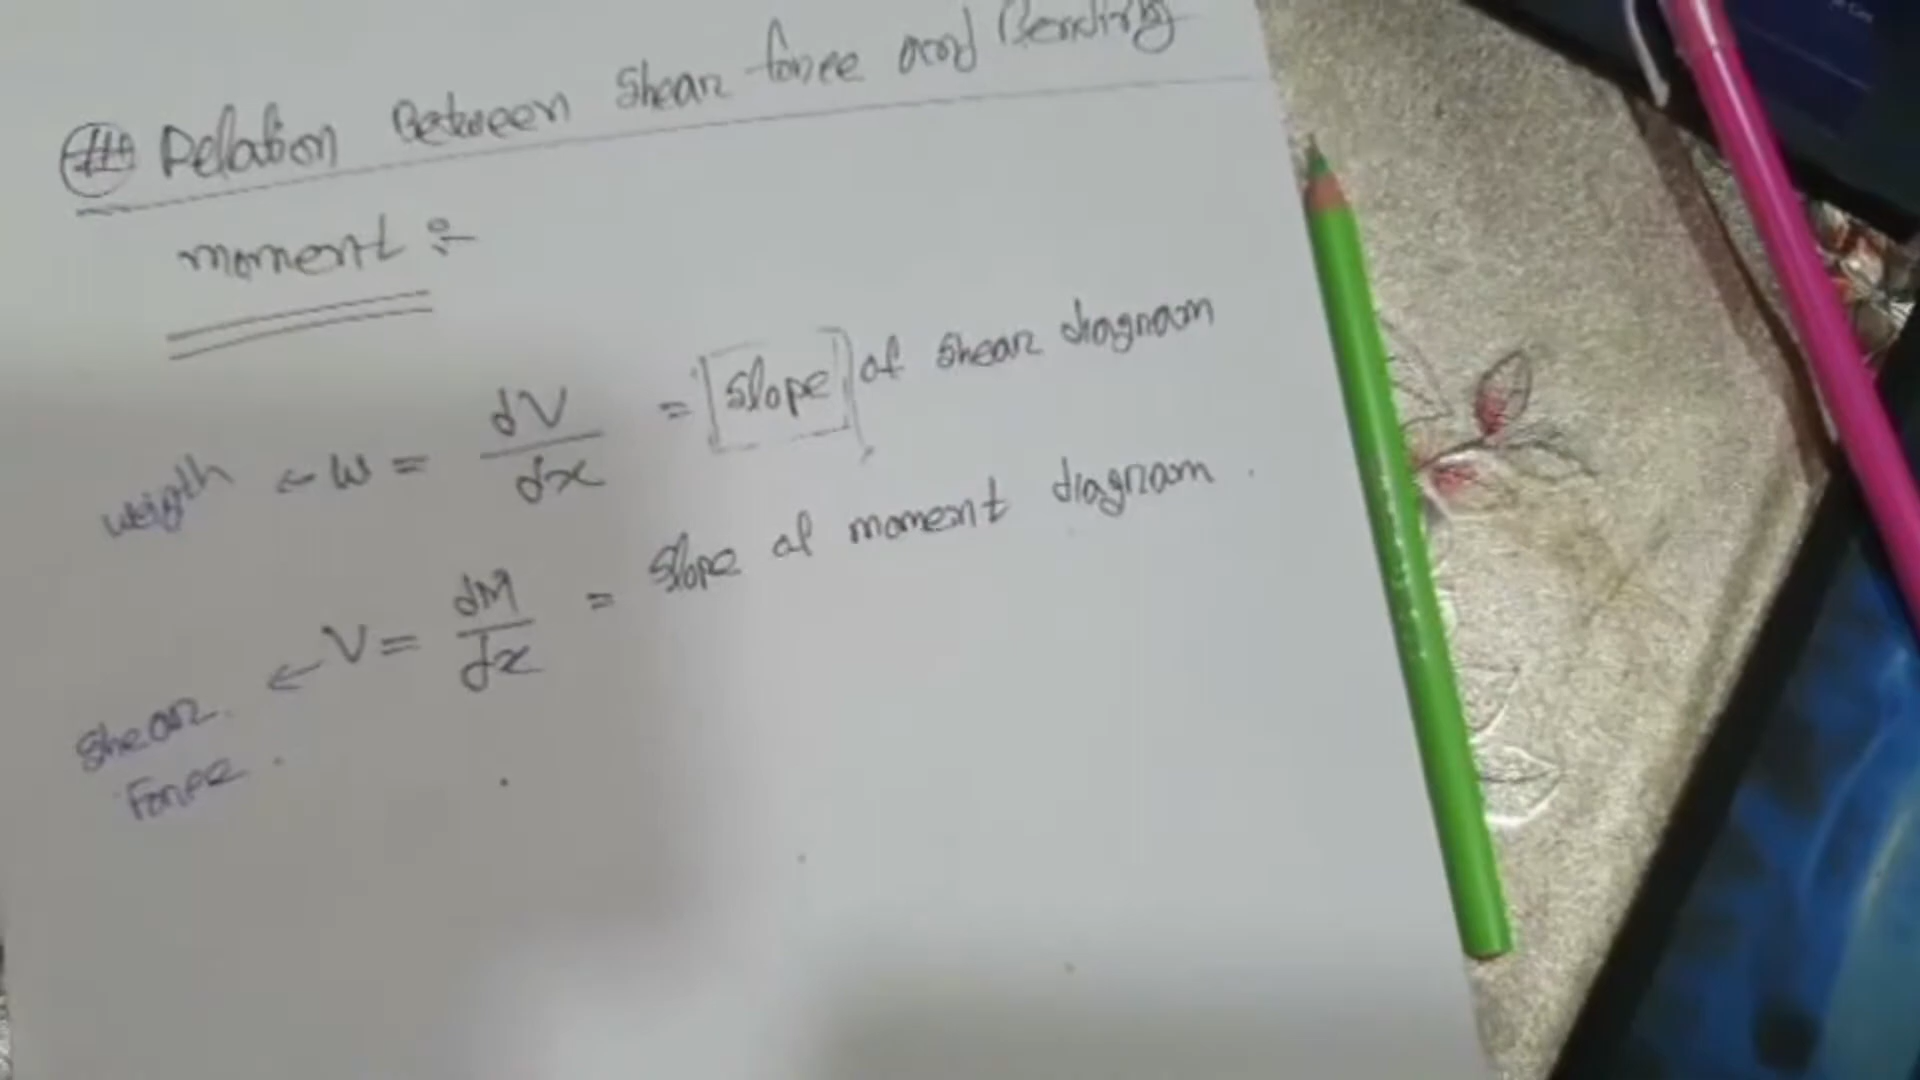 Relation Between Shear force and Bending
moment :-
weigth ← w = dV/dx = slope of shear diagram
Shear Force ← V = dM/dx = slope of moment diagram.